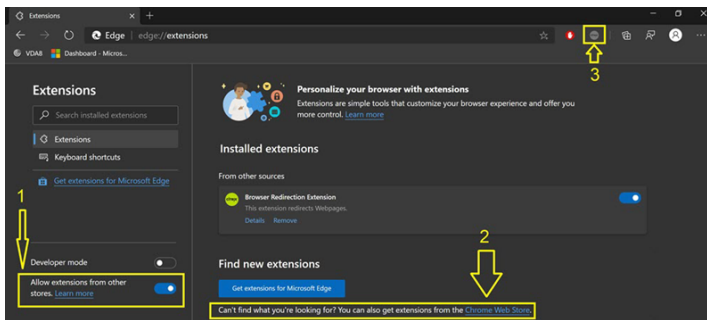 Extensions
Edge | edge://extensions
VDA8 Dashboard - Micros...
3
Extensions
Search installed extensions
Extensions
Keyboard shortcuts
Get extensions for Microsoft Edge
1
Developer mode
Allow extensions from other
stores. Learn more
Personalize your browser with extensions
Extensions are simple tools that customize your browser experience and offer you
more control. Learn more
Installed extensions
From other sources
citrix
Browser Redirection Extension
This extension redirects Webpages.
Details Remove
2
Find new extensions
Get extensions for Microsoft Edge
Can't find what you're looking for? You can also get extensions from the Chrome Web Store.